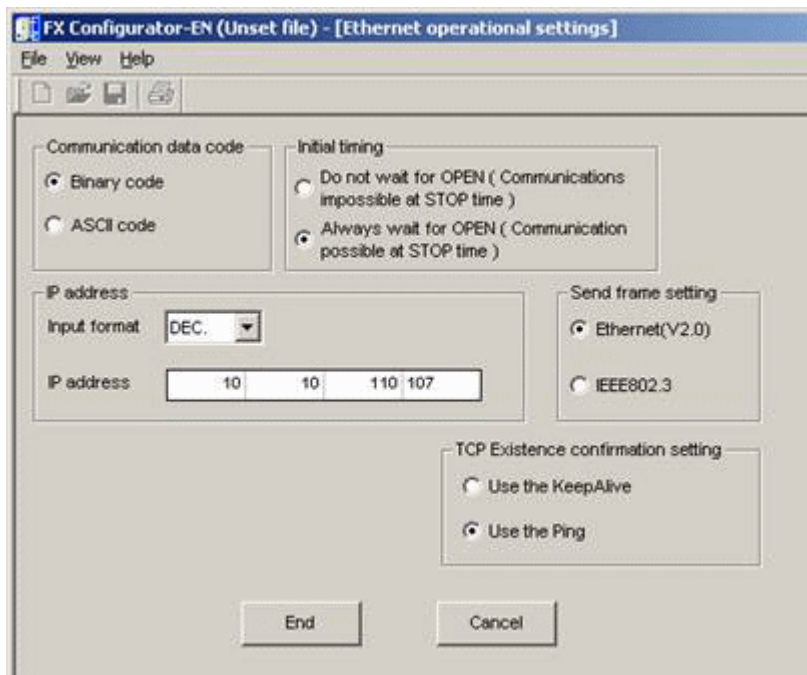 FX Configurator-EN (Unset file) - [Ethernet operational settings]
File View Help
Communication data code
Binary code
ASCII code
Initial timing
Do not wait for OPEN ( Communications
impossible at STOP time )
Always wait for OPEN ( Communication
possible at STOP time )
IP address
Input format DEC.
IP address 10 10 110 107
Send frame setting
Ethernet(V2.0)
IEEE802.3
TCP Existence confirmation setting
Use the KeepAlive
Use the Ping
End Cancel